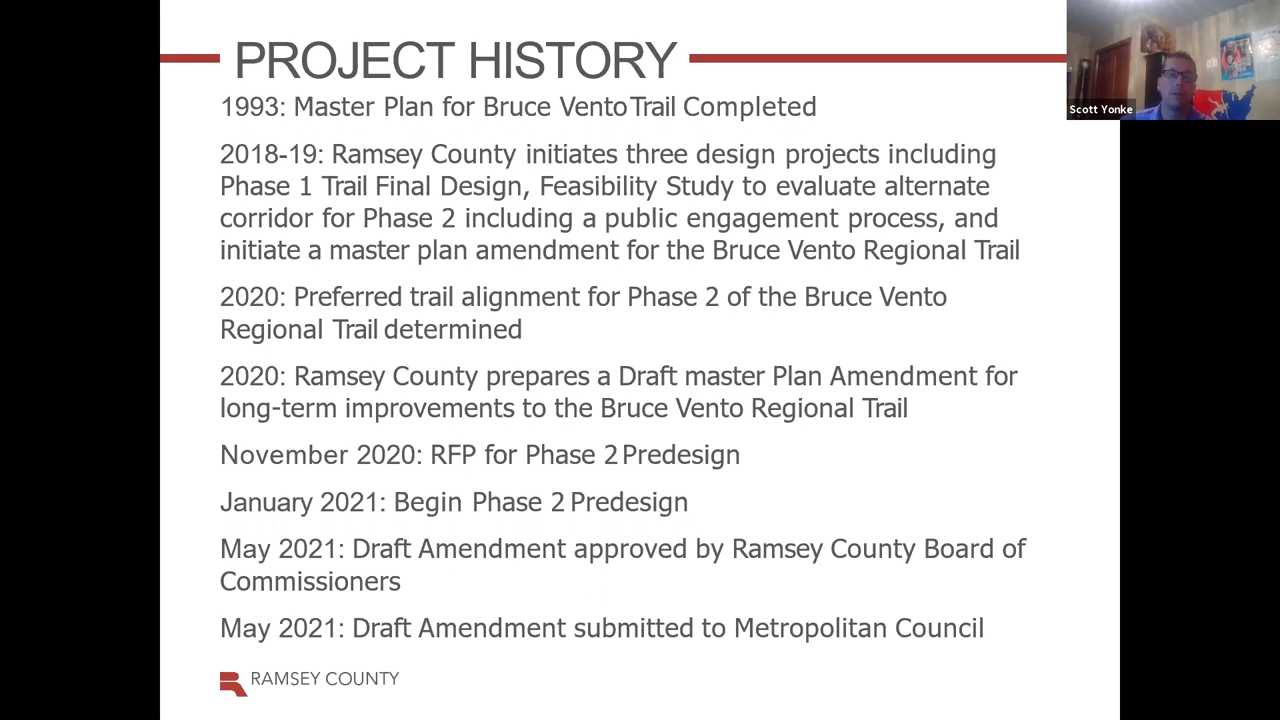 PROJECT HISTORY
1993: Master Plan for Bruce Vento Trail Completed
2018-19: Ramsey County initiates three design projects including
Phase 1 Trail Final Design, Feasibility Study to evaluate alternate
corridor for Phase 2 including a public engagement process, and
initiate a master plan amendment for the Bruce Vento Regional Trail
2020: Preferred trail alignment for Phase 2 of the Bruce Vento
Regional Trail determined
2020: Ramsey County prepares a Draft master Plan Amendment for
long-term improvements to the Bruce Vento Regional Trail
November 2020: RFP for Phase 2 Predesign
January 2021: Begin Phase 2 Predesign
May 2021: Draft Amendment approved by Ramsey County Board of
Commissioners
May 2021: Draft Amendment submitted to Metropolitan Council
RAMSEY COUNTY
Scott Yonke